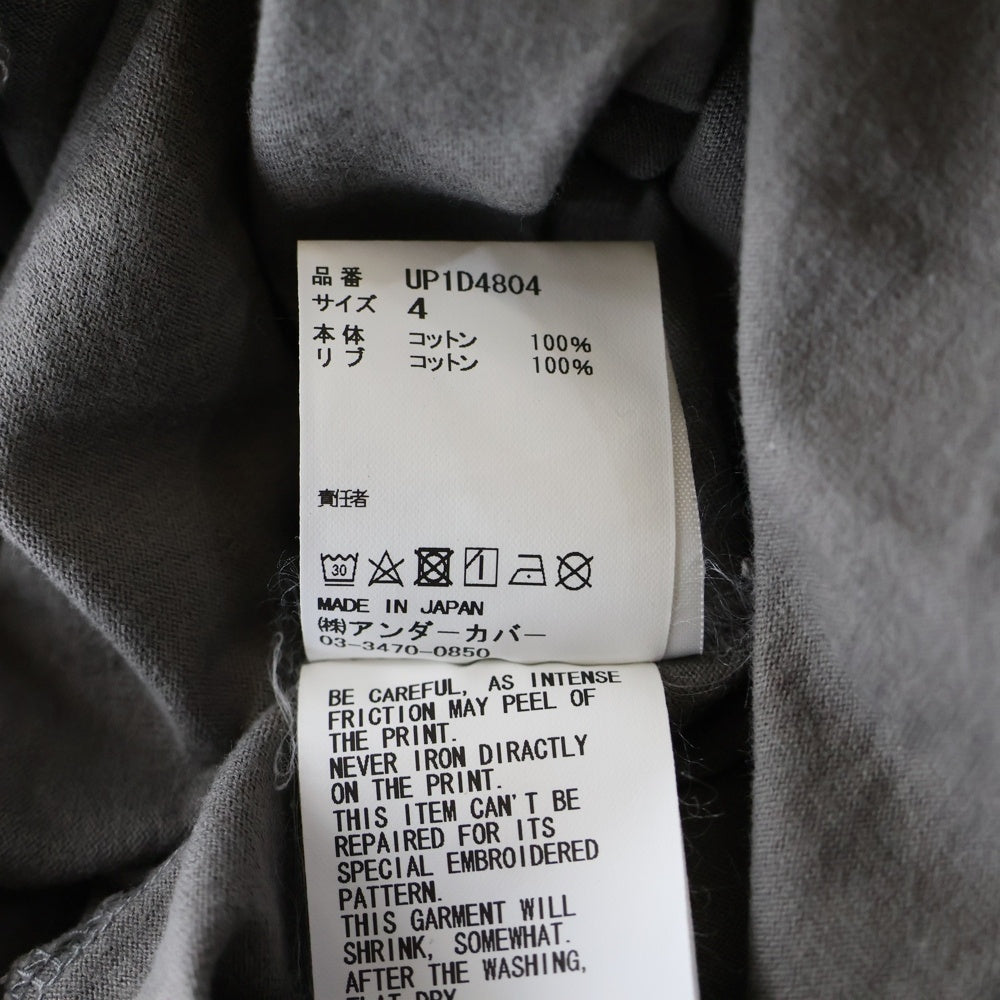 品番 UP1D4804
サイズ 4
本体 コットン 100%
リブ コットン 100%
責任者
30
MADE IN JAPAN
(株)アンダーカバー
03-3470-0850
BE CAREFUL, AS INTENSE
FRICTION MAY PEEL OF
THE PRINT.
NEVER IRON DIRACTLY
ON THE PRINT.
THIS ITEM CAN'T BE
REPAIRED FOR ITS
SPECIAL EMBROIDERED
PATTERN.
THIS GARMENT WILL
SHRINK, SOMEWHAT.
AFTER THE WASHING,
FLAT DRY